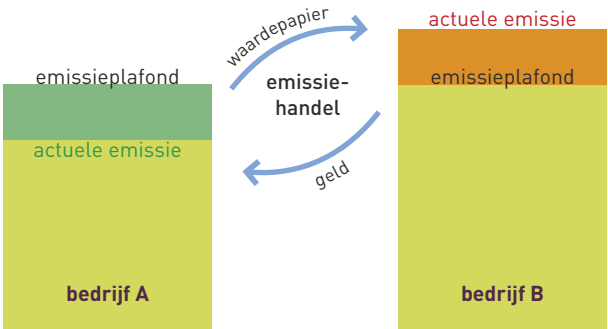 emissieplafond
actuele emissie
bedrijf A
waardepapier
emissie-
handel
geld
actuele emissie
emissieplafond
bedrijf B